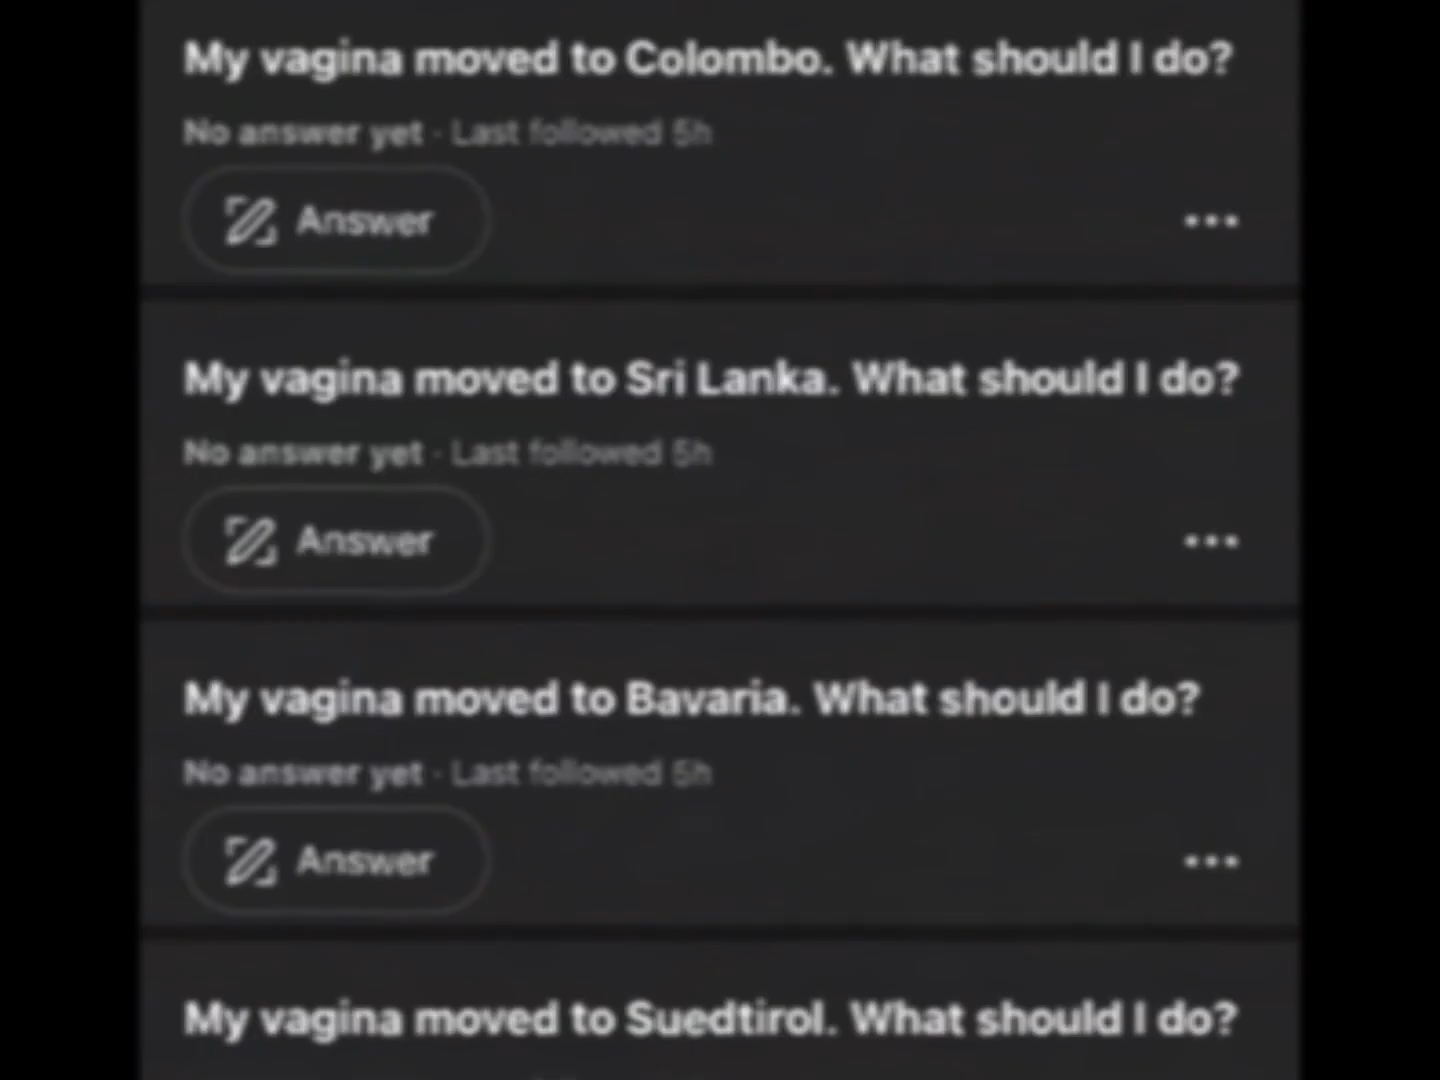 My vagina moved to Colombo. What should I do?
No answer yet · Last followed 5h
Answer
My vagina moved to Sri Lanka. What should I do?
No answer yet · Last followed 5h
Answer
My vagina moved to Bavaria. What should I do?
No answer yet · Last followed 5h
Answer
My vagina moved to Suedtirol. What should I do?